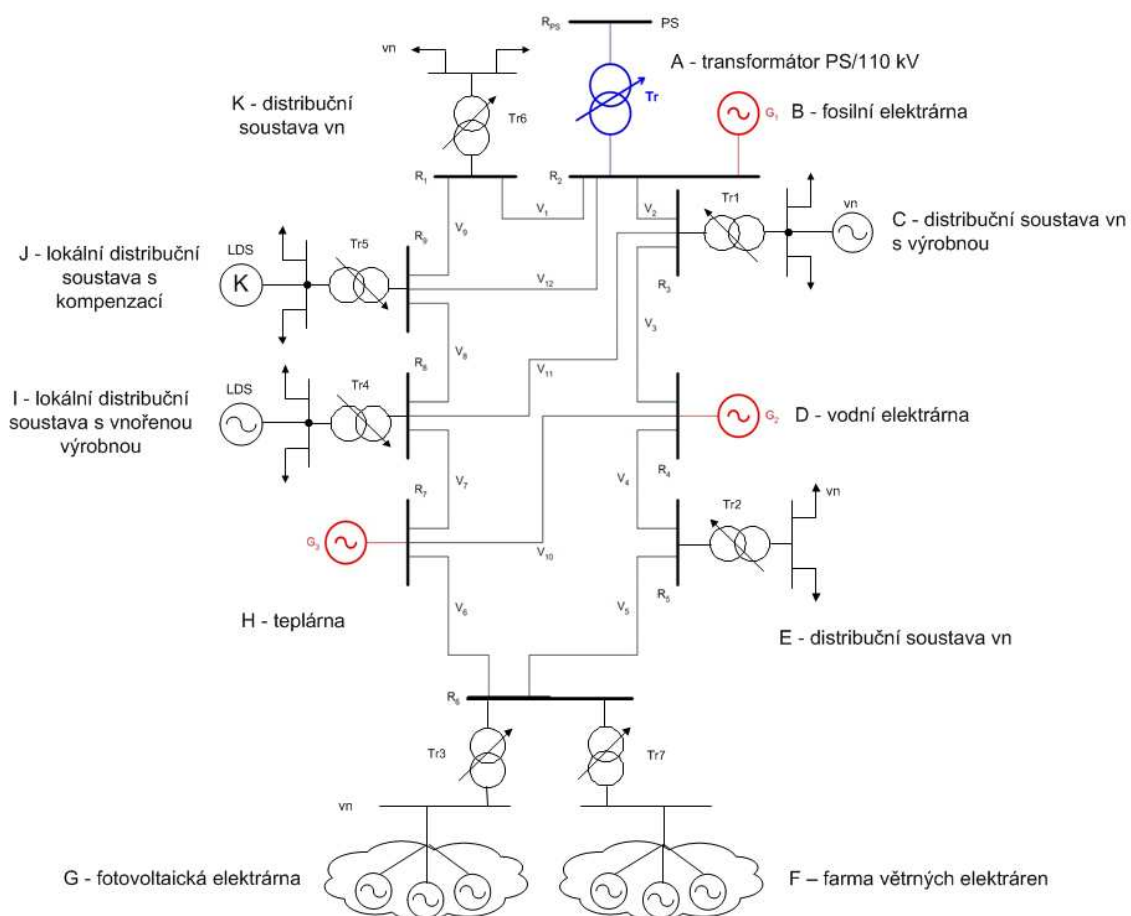 R_PS PS
vn
A - transformátor PS/110 kV
Tr
G₁
B - fosilní elektrárna
K - distribuční
soustava vn
Tr6
R₁
R₂
V₁
V₂
Tr1
vn
C - distribuční soustava vn
s výrobnou
V₉
R₉
R₃
J - lokální distribuční
soustava s
kompenzací
LDS
K
Tr5
V₁₂
V₃
V₈
V₁₁
R₈
I - lokální distribuční
soustava s vnořenou
výrobnou
LDS
Tr4
G₂
D - vodní elektrárna
R₄
V₇
V₄
R₇
Tr2
vn
G₃
V₁₀
R₅
V₆
V₅
H - teplárna
E - distribuční soustava vn
R₆
Tr3
Tr7
vn
G - fotovoltaická elektrárna
F – farma větrných elektráren